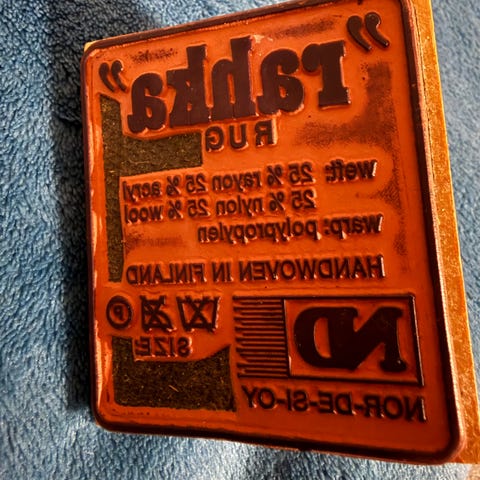 "rahka"
RUG
weft: 25 % rayon 25 % acryl
25 % nylon 25 % wool
warp: polypropylen
HANDWOVEN IN FINLAND
ND
P
NOR-DE-SI-OY
SIZE: